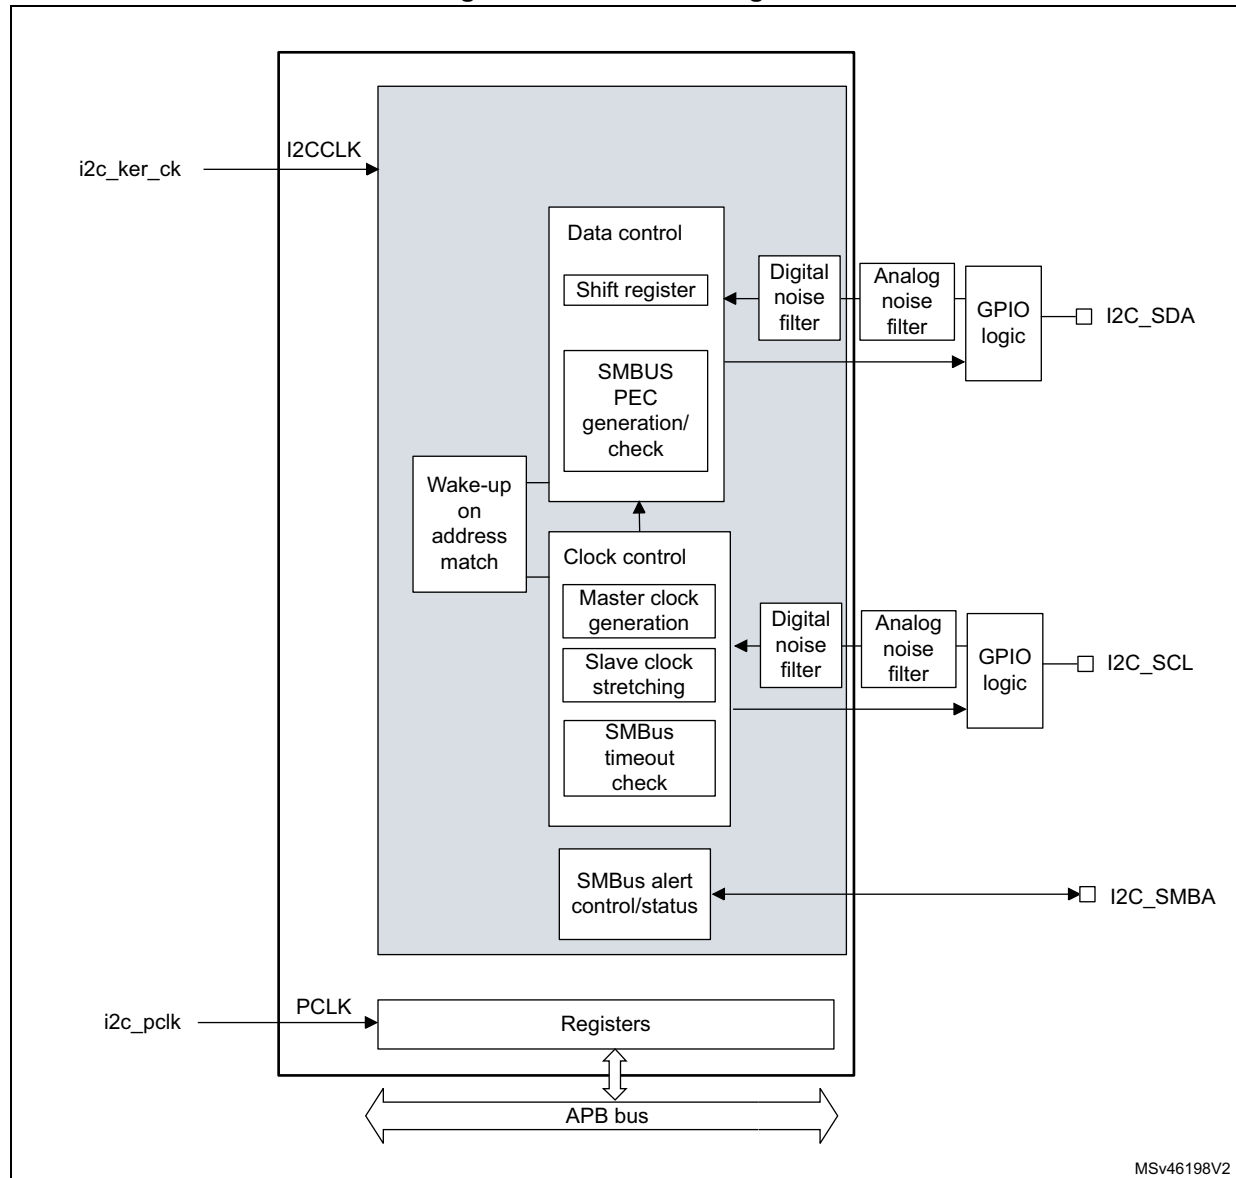 I2CCLK
i2c_ker_ck
Data control
Shift register
SMBUS
PEC
generation/
check
Digital
noise
filter
Analog
noise
filter
GPIO
logic
I2C_SDA
Wake-up
on
address
match
Clock control
Master clock
generation
Slave clock
stretching
SMBus
timeout
check
Digital
noise
filter
Analog
noise
filter
GPIO
logic
I2C_SCL
SMBus alert
control/status
I2C_SMBA
PCLK
i2c_pclk
Registers
APB bus
MSv46198V2